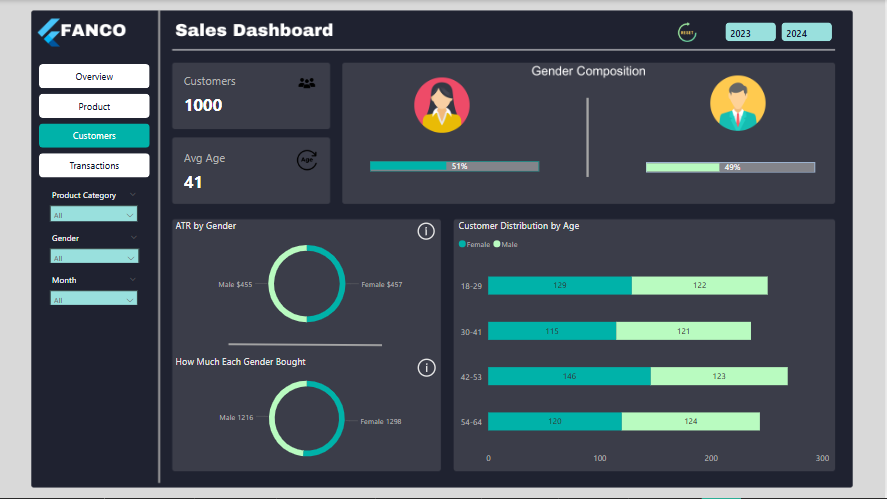 FANCO
Sales Dashboard
RESET
2023
2024
Overview
Product
Customers
Transactions
Product Category
All
Gender
All
Month
All
Customers
1000
Avg Age
Age
41
Gender Composition
51%
49%
ATR by Gender
i
Male $455
Female $457
How Much Each Gender Bought
i
Male 1216
Female 1298
Customer Distribution by Age
Female Male
18-29 129 122
30-41 115 121
42-53 146 123
54-64 120 124
0 100 200 300